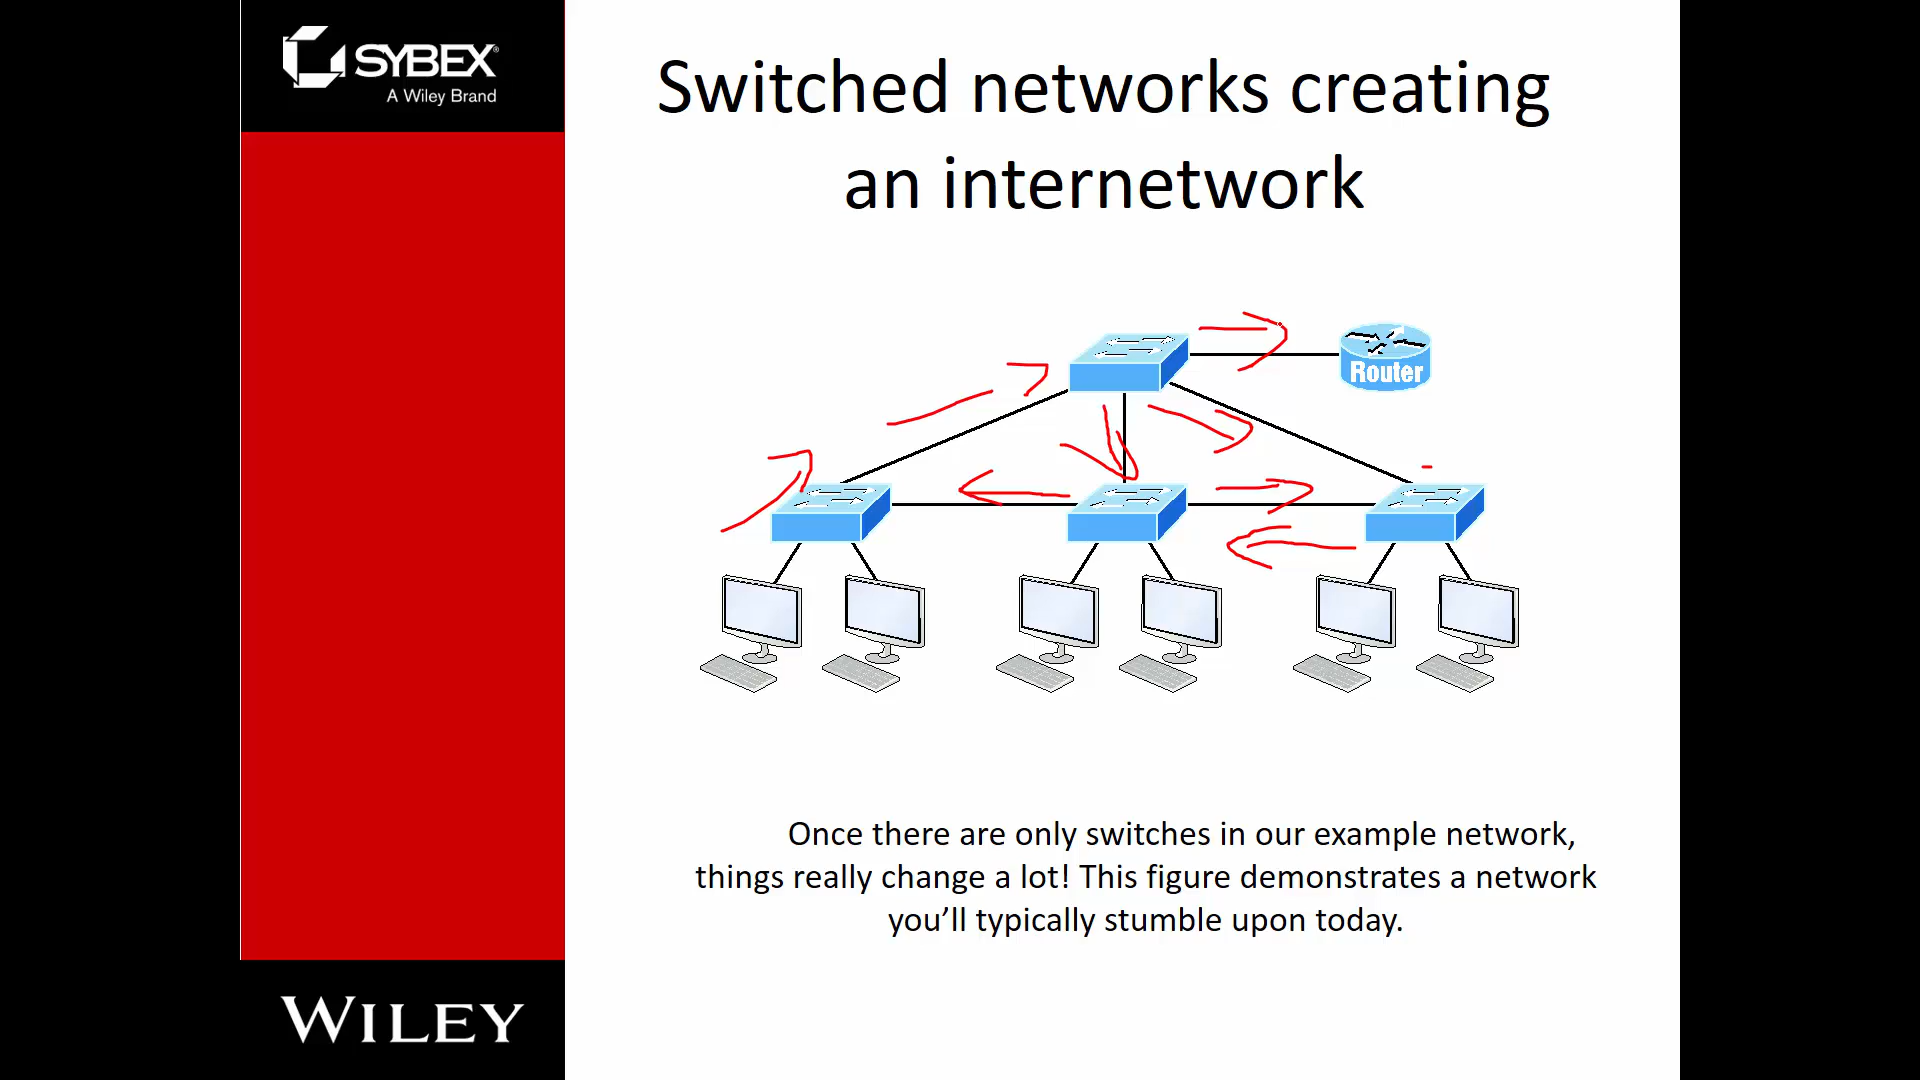 SYBEX®
A Wiley Brand
Switched networks creating
an internetwork
Router
Once there are only switches in our example network,
things really change a lot! This figure demonstrates a network
you’ll typically stumble upon today.
WILEY